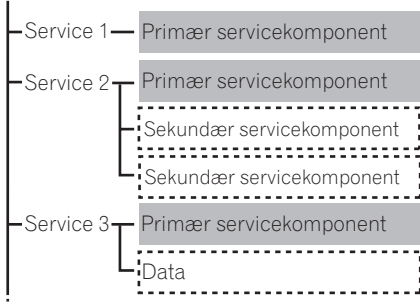 Service 1 Primær servicekomponent
Service 2 Primær servicekomponent
Sekundær servicekomponent
Sekundær servicekomponent
Service 3 Primær servicekomponent
Data